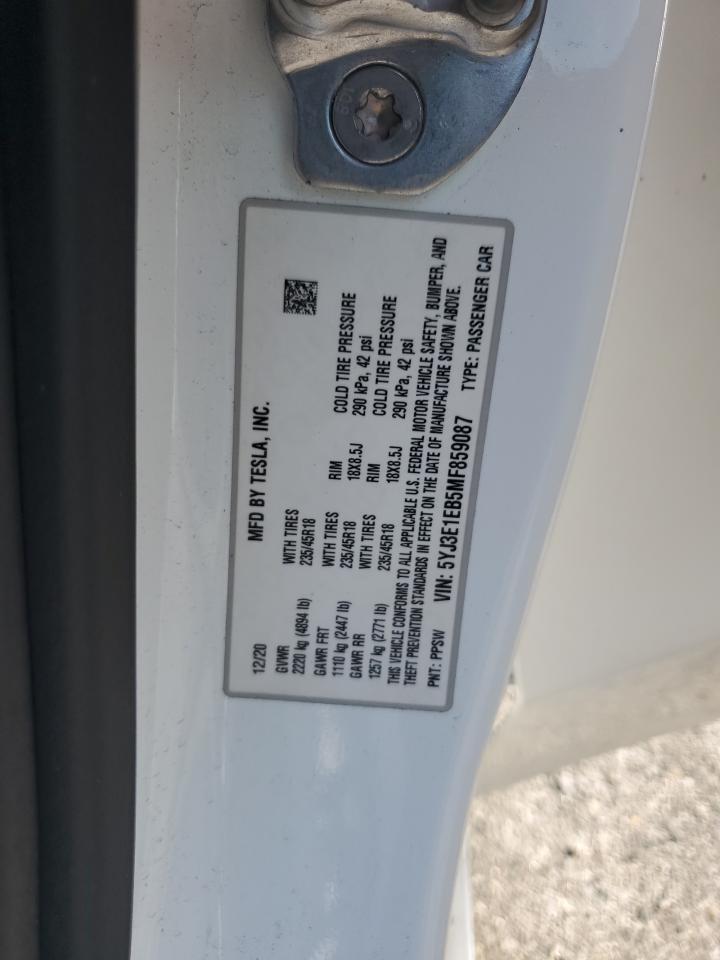 12/20 MFD BY TESLA, INC.
GVWR WITH TIRES
2220 kg (4894 lb) 235/45R18
GAWR FRT WITH TIRES RIM COLD TIRE PRESSURE
1110 kg (2447 lb) 235/45R18 18X8.5J 290 kPa, 42 psi
GAWR RR WITH TIRES RIM COLD TIRE PRESSURE
1257 kg (2771 lb) 235/45R18 18X8.5J 290 kPa, 42 psi
THIS VEHICLE CONFORMS TO ALL APPLICABLE U.S. FEDERAL MOTOR VEHICLE SAFETY, BUMPER, AND
THEFT PREVENTION STANDARDS IN EFFECT ON THE DATE OF MANUFACTURE SHOWN ABOVE.
PNT: PPSW VIN: 5YJ3E1EB5MF859087 TYPE: PASSENGER CAR